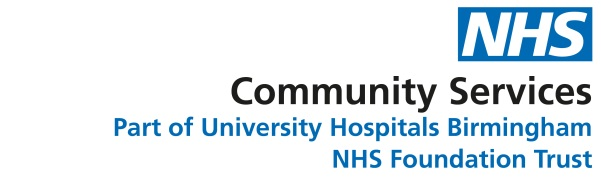 NHS
Community Services
Part of University Hospitals Birmingham
NHS Foundation Trust